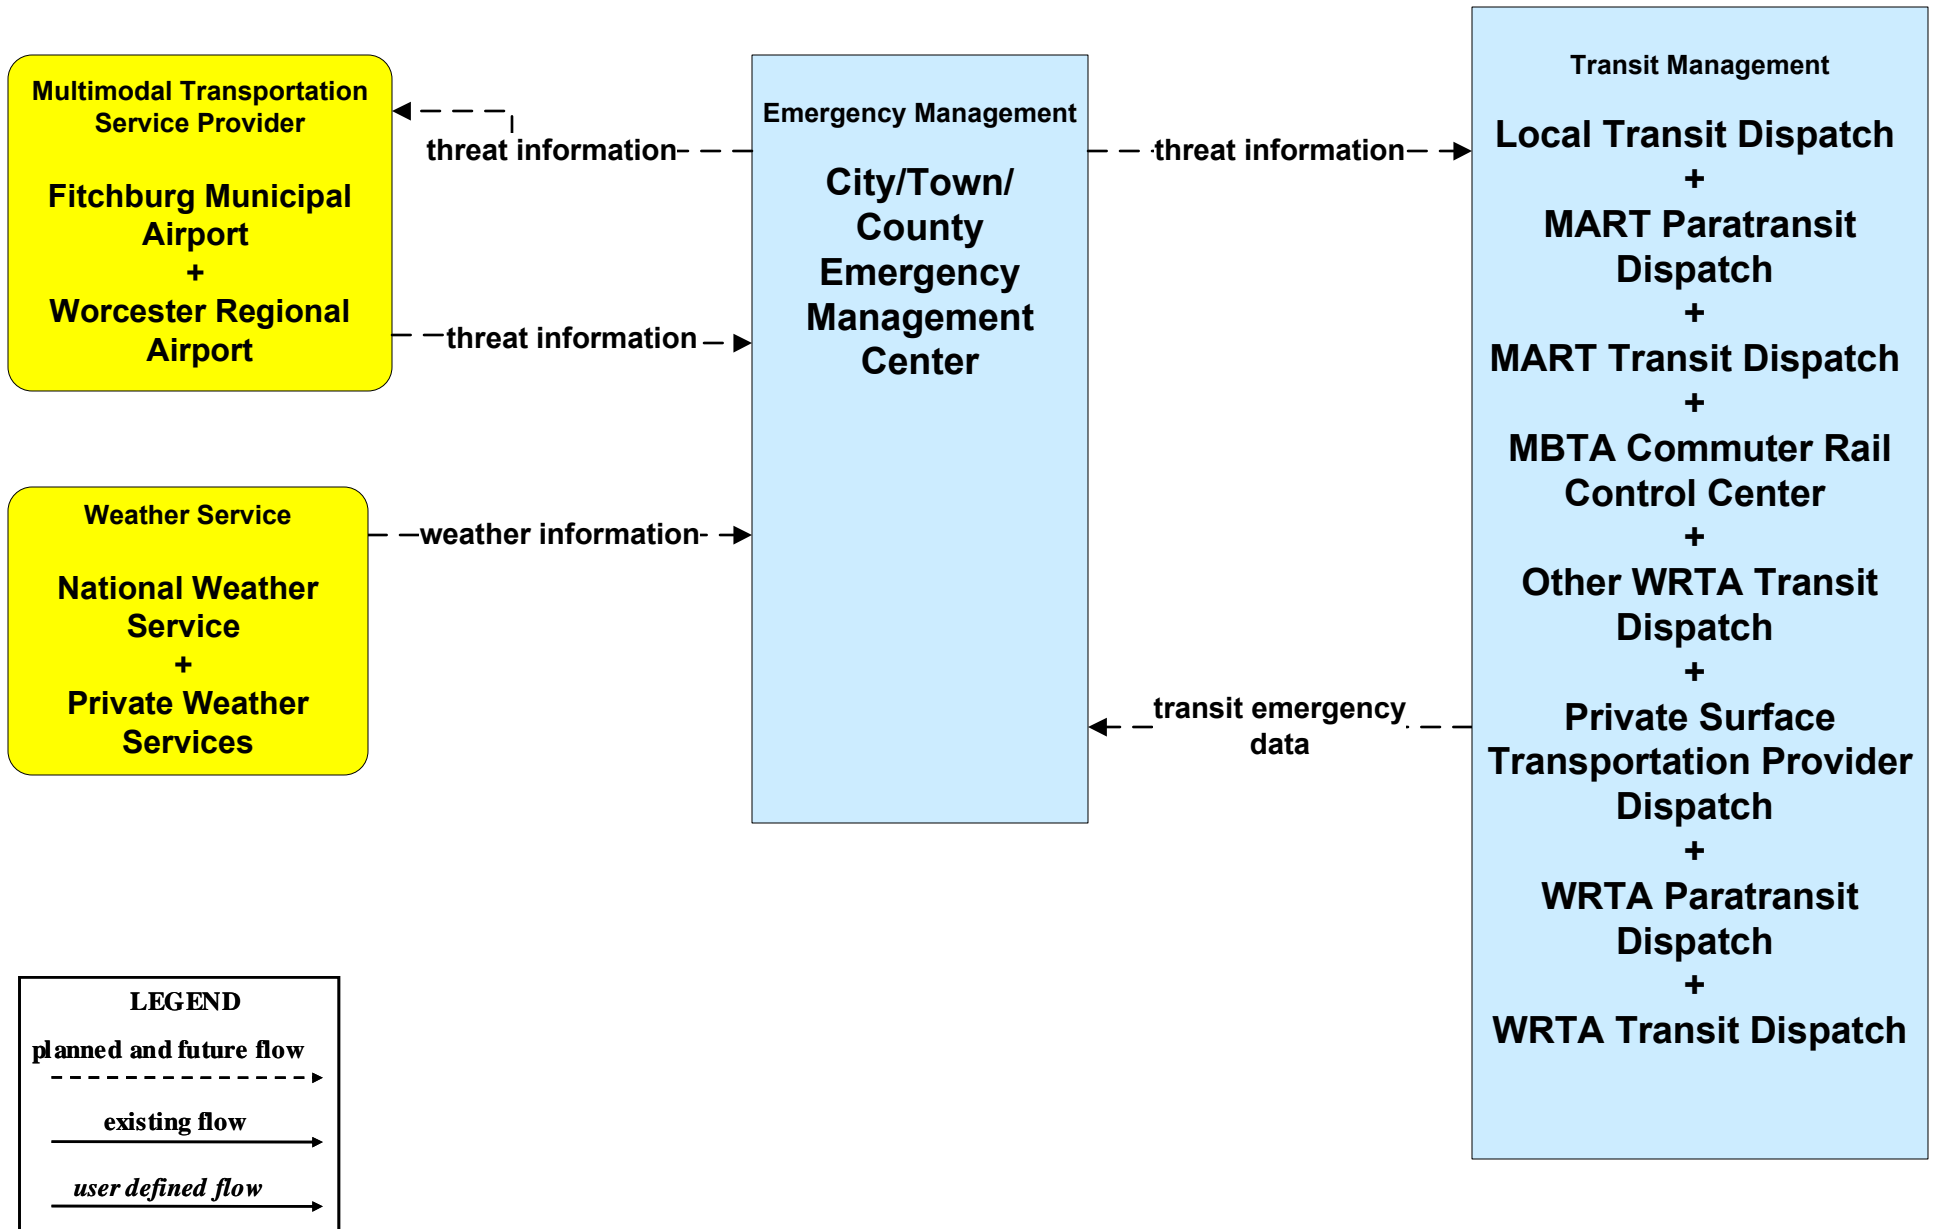 Multimodal Transportation
Service Provider
Fitchburg Municipal
Airport
+
Worcester Regional
Airport
threat information
threat information
Weather Service
National Weather
Service
+
Private Weather
Services
weather information
Emergency Management
City/Town/
County
Emergency
Management
Center
threat information
transit emergency
data
Transit Management
Local Transit Dispatch
+
MART Paratransit
Dispatch
+
MART Transit Dispatch
+
MBTA Commuter Rail
Control Center
+
Other WRTA Transit
Dispatch
+
Private Surface
Transportation Provider
Dispatch
+
WRTA Paratransit
Dispatch
+
WRTA Transit Dispatch
LEGEND
planned and future flow
existing flow
user defined flow